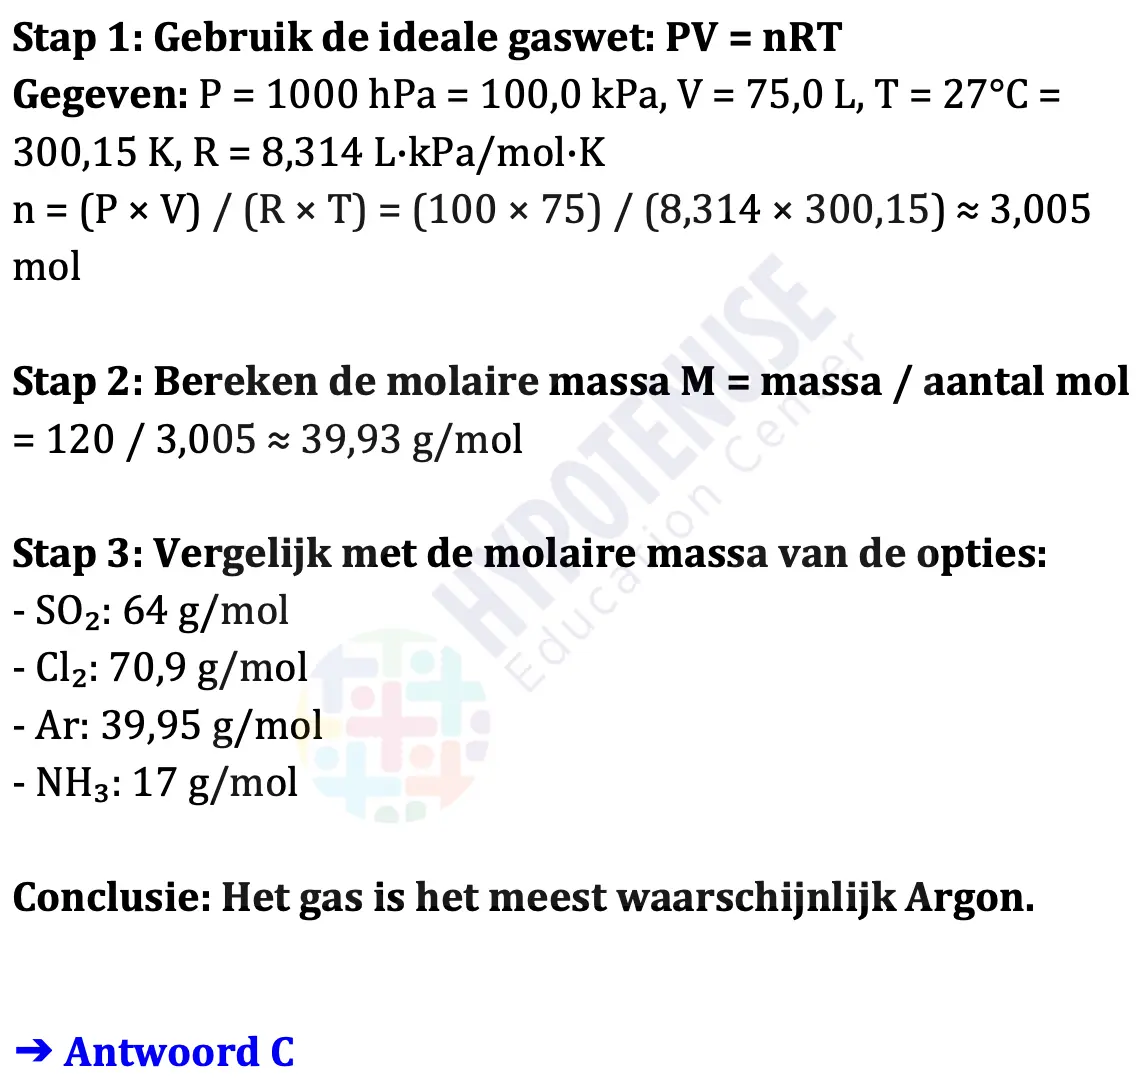 Stap 1: Gebruik de ideale gaswet: PV = nRT
Gegeven: P = 1000 hPa = 100,0 kPa, V = 75,0 L, T = 27°C =
300,15 K, R = 8,314 L·kPa/mol·K
n = (P × V) / (R × T) = (100 × 75) / (8,314 × 300,15) ≈ 3,005
mol
Stap 2: Bereken de molaire massa M = massa / aantal mol
= 120 / 3,005 ≈ 39,93 g/mol
Stap 3: Vergelijk met de molaire massa van de opties:
- SO₂: 64 g/mol
- Cl₂: 70,9 g/mol
- Ar: 39,95 g/mol
- NH₃: 17 g/mol
Conclusie: Het gas is het meest waarschijnlijk Argon.
➔ Antwoord C
HYPOTENUSE
Education Center